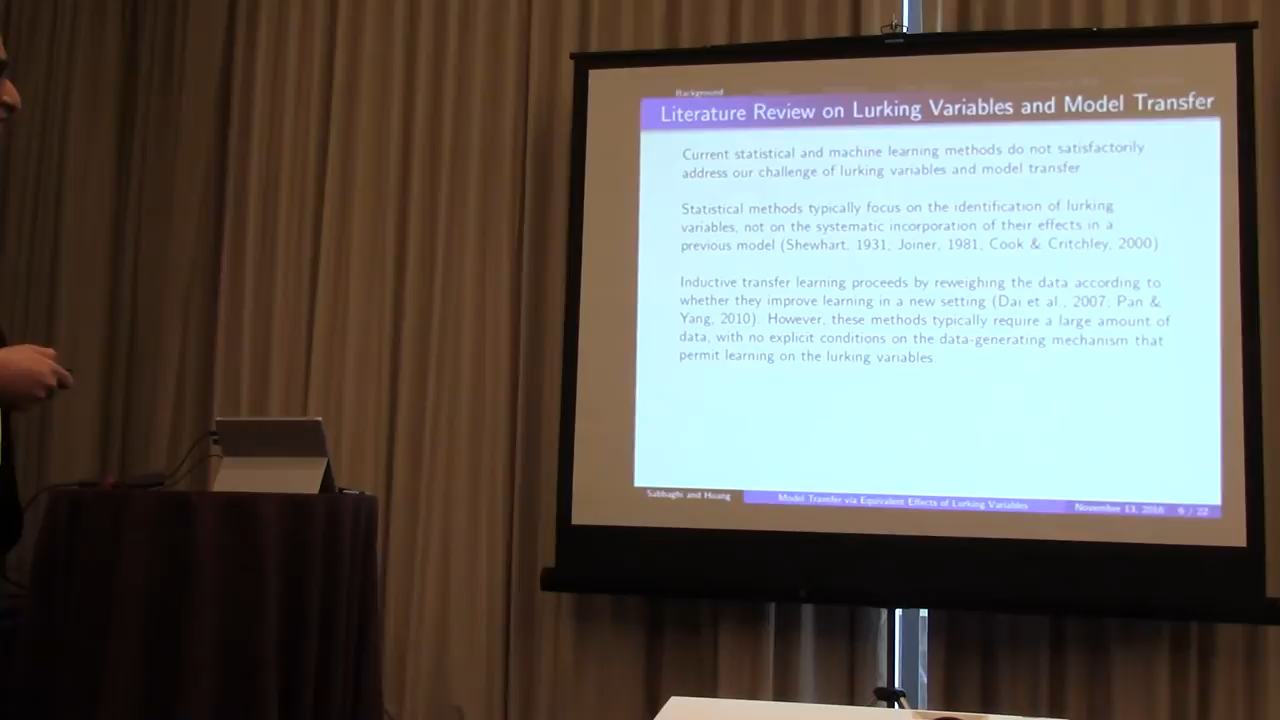 Background
Literature Review on Lurking Variables and Model Transfer
Current statistical and machine learning methods do not satisfactorily
address our challenge of lurking variables and model transfer
Statistical methods typically focus on the identification of lurking
variables, not on the systematic incorporation of their effects in a
previous model (Shewhart, 1931, Joiner, 1981, Cook & Critchley, 2000)
Inductive transfer learning proceeds by reweighing the data according to
whether they improve learning in a new setting (Dai et al., 2007; Pan &
Yang, 2010). However, these methods typically require a large amount of
data, with no explicit conditions on the data-generating mechanism that
permit learning on the lurking variables.
Sabbaghi and Huang Model Transfer via Equivalent Effects of Lurking Variables November 13, 2016 6 / 22